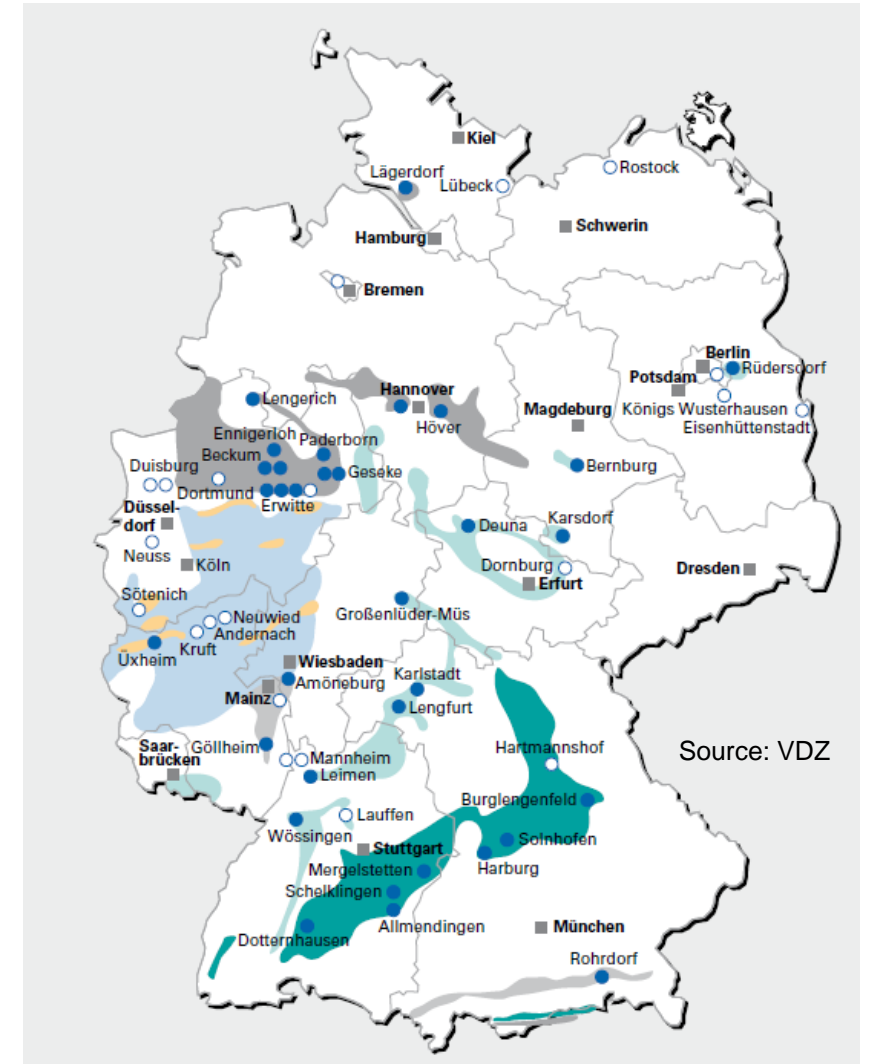 Kiel
Lägerdorf
Lübeck
Rostock
Schwerin
Hamburg
Bremen
Berlin
Potsdam
Rüdersdorf
Königs Wusterhausen
Eisenhüttenstadt
Hannover
Höver
Magdeburg
Bernburg
Lengerich
Ennigerloh
Paderborn
Beckum
Geseke
Duisburg
Dortmund
Erwitte
Düssel-
dorf
Neuss
Köln
Deuna
Karsdorf
Dornburg
Erfurt
Dresden
Sötenich
Großenlüder-Müs
Neuwied
Andernach
Kruft
Üxheim
Wiesbaden
Amöneburg
Mainz
Karlstadt
Lengfurt
Saar-
brücken
Göllheim
Mannheim
Leimen
Hartmannshof
Source: VDZ
Burglengenfeld
Lauffen
Wössingen
Solnhofen
Stuttgart
Harburg
Mergelstetten
Schelklingen
Allmendingen
Dotternhausen
München
Rohrdorf